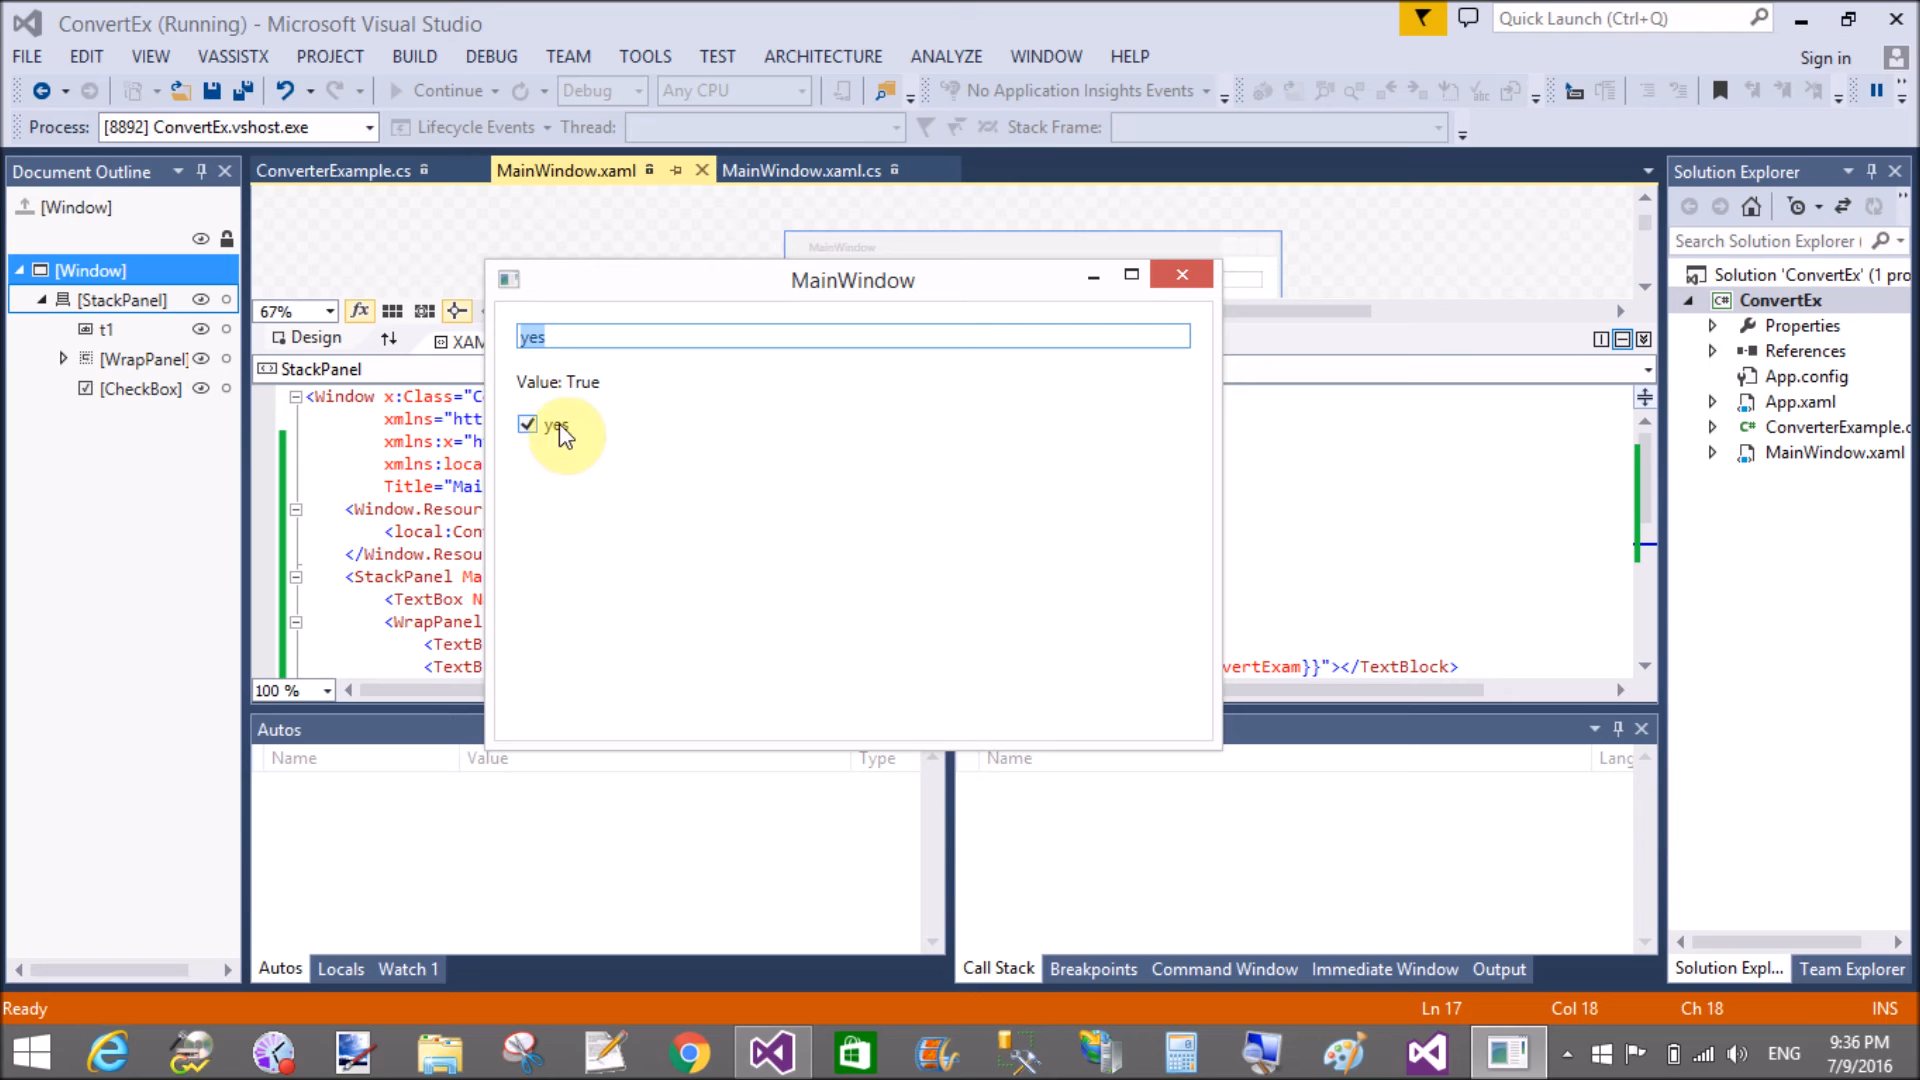 ConvertEx (Running) - Microsoft Visual Studio
Quick Launch (Ctrl+Q)
FILE EDIT VIEW VASSISTX PROJECT BUILD DEBUG TEAM TOOLS TEST ARCHITECTURE ANALYZE WINDOW HELP
Sign in
Continue Debug Any CPU No Application Insights Events
Process: [8892] ConvertEx.vshost.exe Lifecycle Events Thread: Stack Frame:
Document Outline
ConverterExample.cs MainWindow.xaml MainWindow.xaml.cs
Solution Explorer
[Window]
Search Solution Explorer (
MainWindow
[Window]
[StackPanel]
t1
[WrapPanel]
[CheckBox]
67%
fx
Design
XAM
StackPanel
<Window x:Class="C
xmlns="htt
xmlns:x="h
xmlns:loca
Title="Mai
<Window.Resour
<local:Con
</Window.Resou
<StackPanel Ma
<TextBox N
<WrapPanel
<TextB
<TextB
vertExam}}"></TextBlock>
100 %
MainWindow
yes
Value: True
yes
Solution 'ConvertEx' (1 pro
ConvertEx
Properties
References
App.config
App.xaml
ConverterExample.c
MainWindow.xaml
Autos
Name Value Type
Name Lang
Autos Locals Watch 1
Call Stack Breakpoints Command Window Immediate Window Output
Solution Expl... Team Explorer
Ready
Ln 17 Col 18 Ch 18 INS
ENG
9:36 PM
7/9/2016